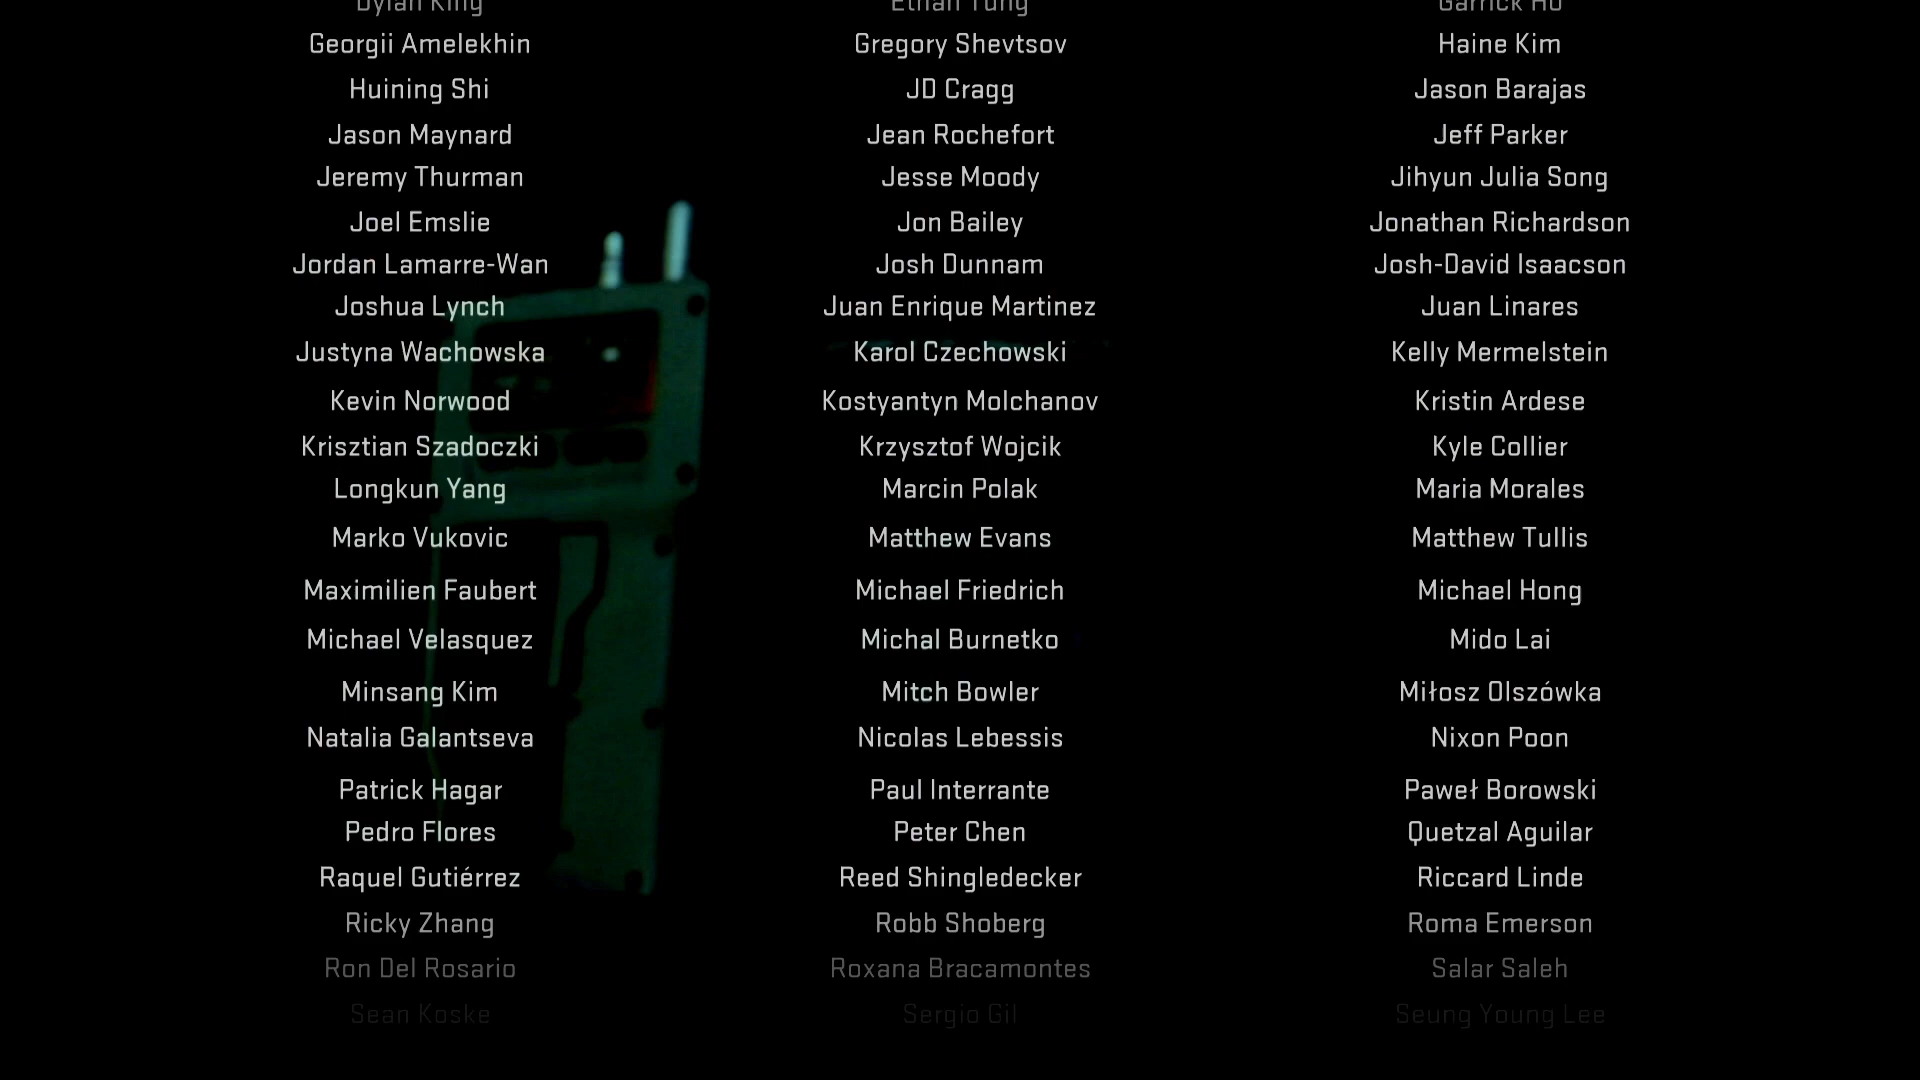 Dylan King Ethan Tung Garrick Ho
Georgii Amelekhin Gregory Shevtsov Haine Kim
Huining Shi JD Cragg Jason Barajas
Jason Maynard Jean Rochefort Jeff Parker
Jeremy Thurman Jesse Moody Jihyun Julia Song
Joel Emslie Jon Bailey Jonathan Richardson
Jordan Lamarre-Wan Josh Dunnam Josh-David Isaacson
Joshua Lynch Juan Enrique Martinez Juan Linares
Justyna Wachowska Karol Czechowski Kelly Mermelstein
Kevin Norwood Kostyantyn Molchanov Kristin Ardese
Krisztian Szadoczki Krzysztof Wojcik Kyle Collier
Longkun Yang Marcin Polak Maria Morales
Marko Vukovic Matthew Evans Matthew Tullis
Maximilien Faubert Michael Friedrich Michael Hong
Michael Velasquez Michal Burnetko Mido Lai
Minsang Kim Mitch Bowler Miłosz Olszówka
Natalia Galantseva Nicolas Lebessis Nixon Poon
Patrick Hagar Paul Interrante Paweł Borowski
Pedro Flores Peter Chen Quetzal Aguilar
Raquel Gutiérrez Reed Shingledecker Riccard Linde
Ricky Zhang Robb Shoberg Roma Emerson
Ron Del Rosario Roxana Bracamontes Salar Saleh
Sean Koske Sergio Gil Seung Young Lee